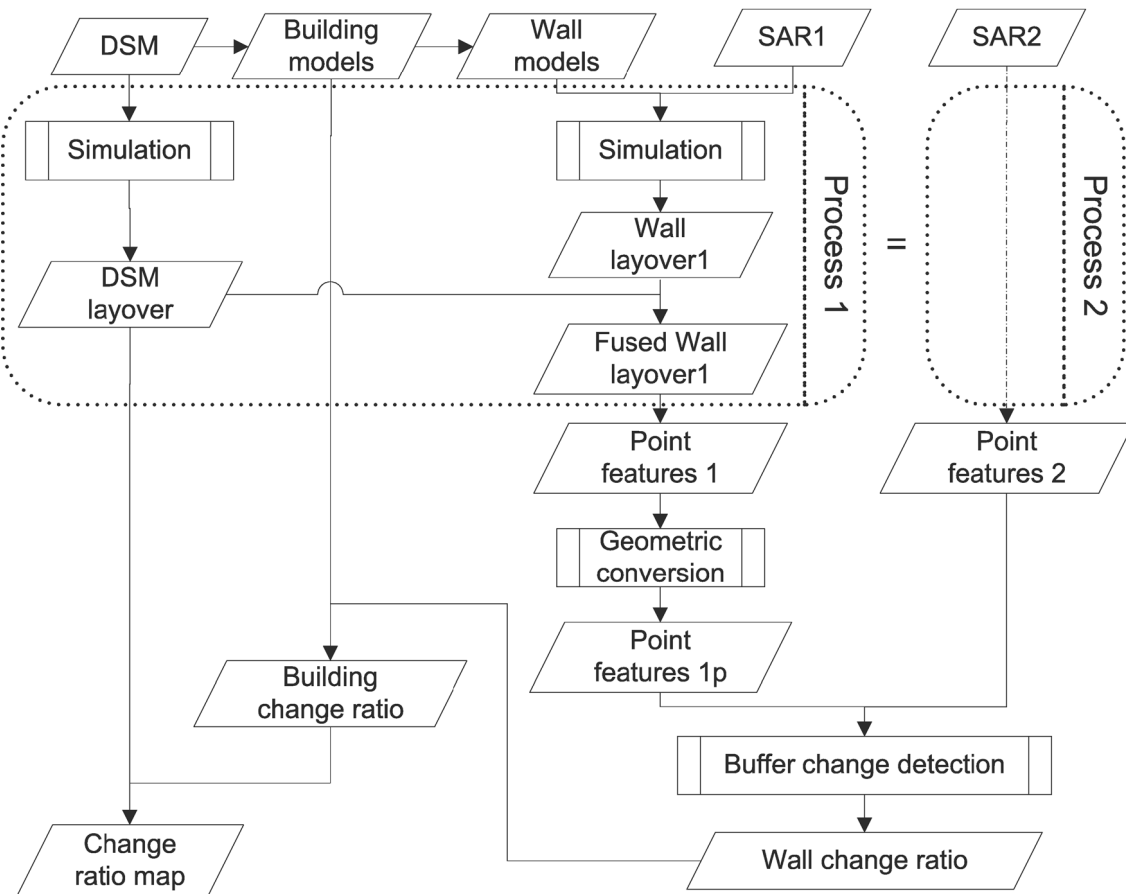 DSM
Building
models
Wall
models
SAR1
SAR2
Simulation
Simulation
Process 1
=
Process 2
Wall
layover1
DSM
layover
Fused Wall
layover1
Point
features 1
Point
features 2
Geometric
conversion
Point
features 1p
Building
change ratio
Buffer change detection
Change
ratio map
Wall change ratio